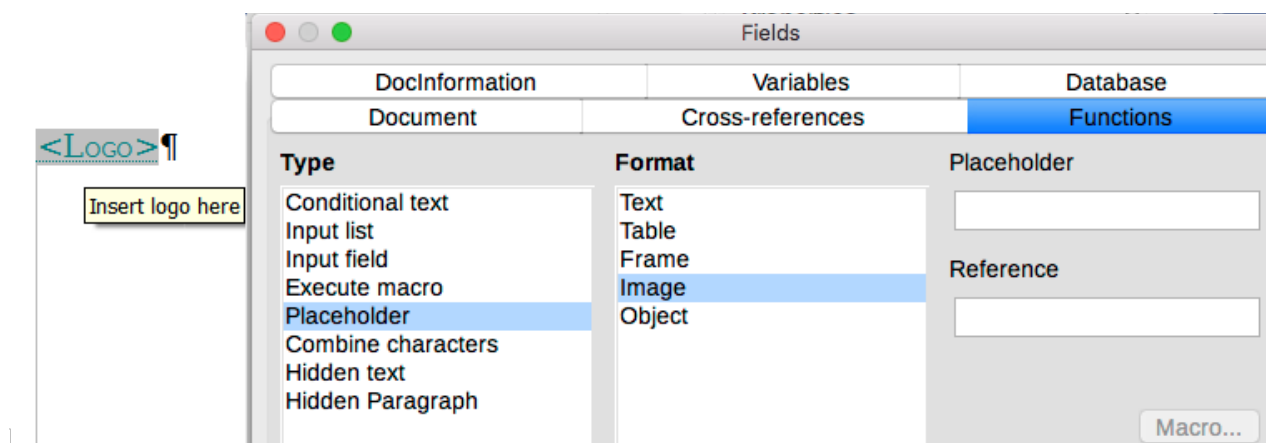 Fields
DocInformation Variables Database
Document Cross-references Functions
<Logo>¶
Insert logo here
Type
Conditional text
Input list
Input field
Execute macro
Placeholder
Combine characters
Hidden text
Hidden Paragraph
Format
Text
Table
Frame
Image
Object
Placeholder
Reference
Macro...